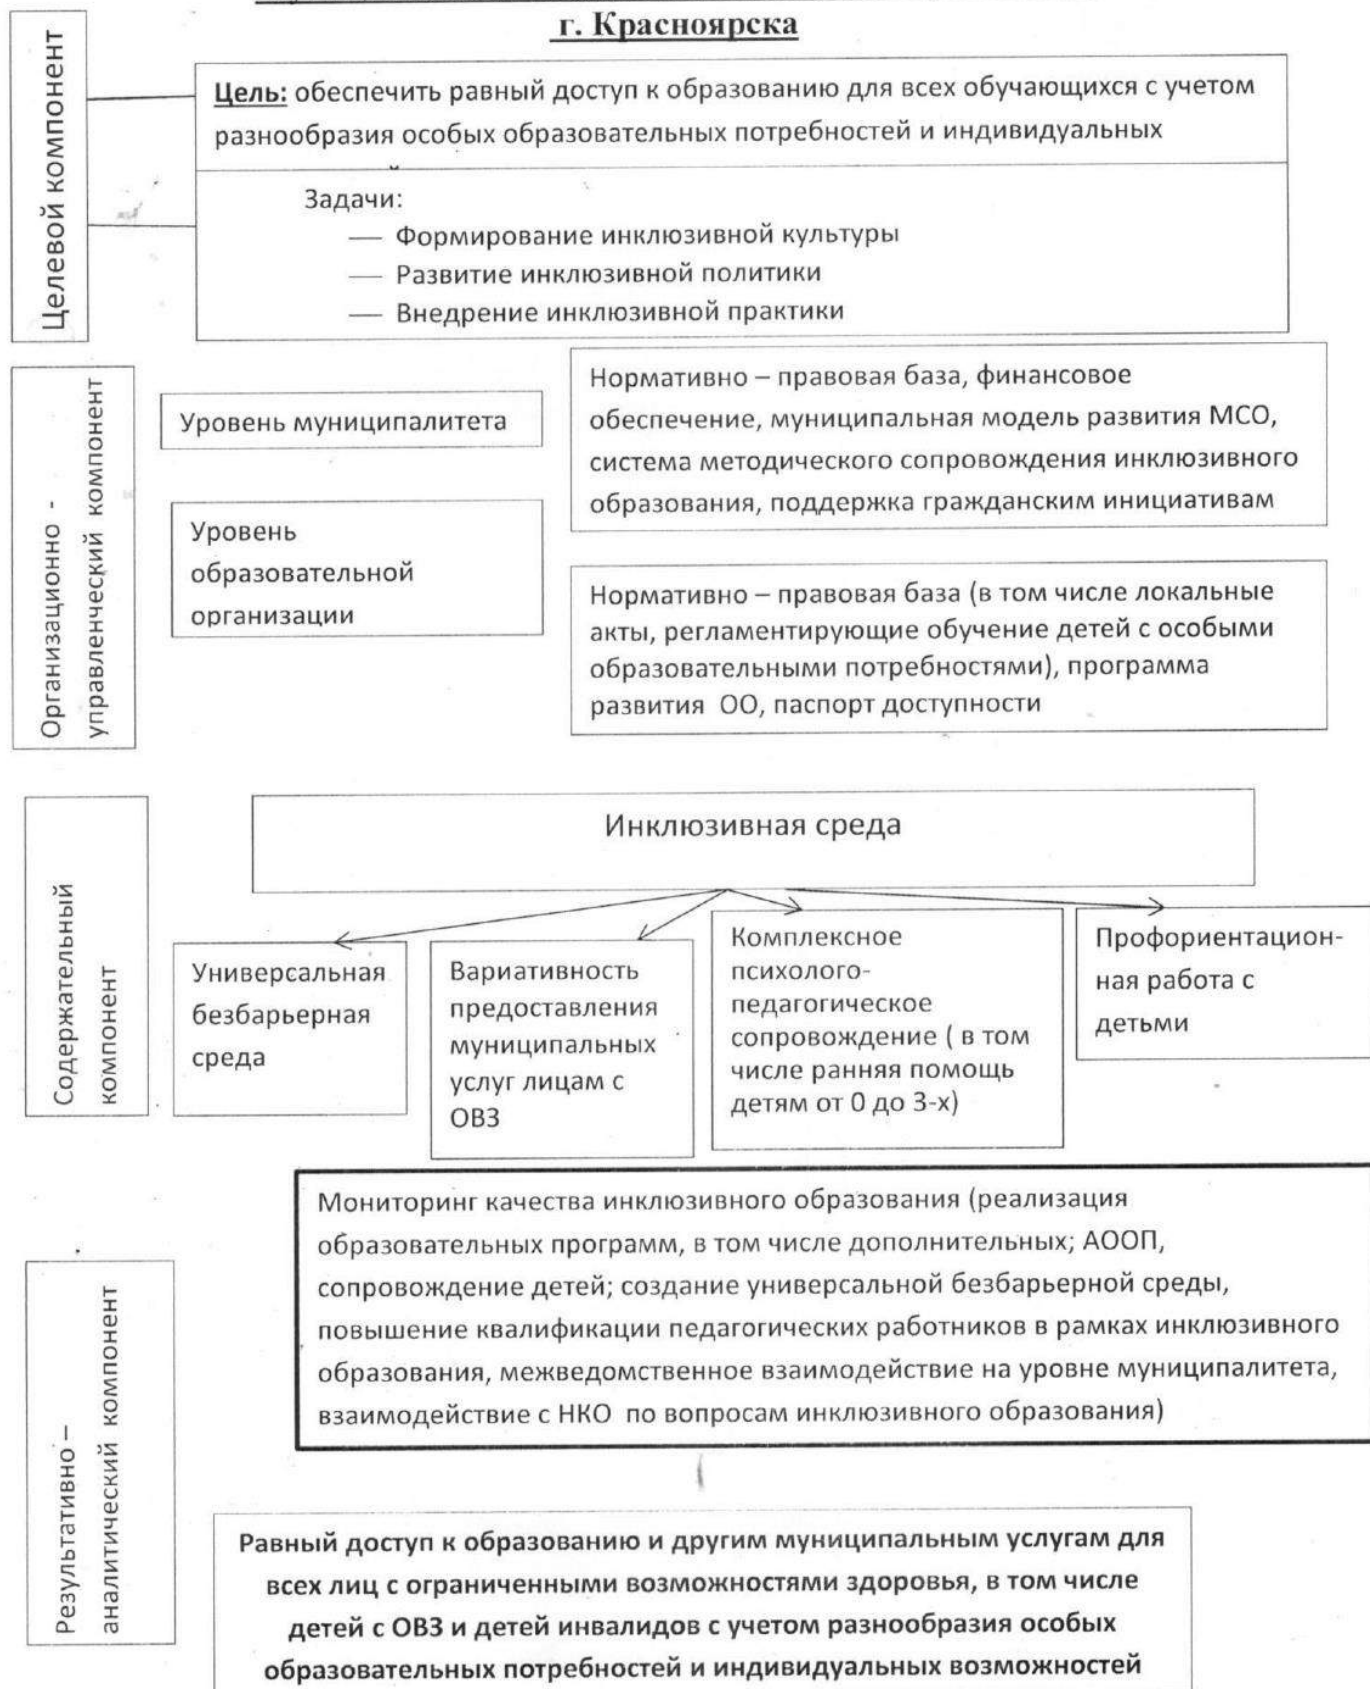 г. Красноярска
Целевой компонент
Цель: обеспечить равный доступ к образованию для всех обучающихся с учетом
разнообразия особых образовательных потребностей и индивидуальных
Задачи:
— Формирование инклюзивной культуры
— Развитие инклюзивной политики
— Внедрение инклюзивной практики
Организационно -
управленческий компонент
Уровень муниципалитета
Нормативно – правовая база, финансовое
обеспечение, муниципальная модель развития МСО,
система методического сопровождения инклюзивного
образования, поддержка гражданским инициативам
Уровень
образовательной
организации
Нормативно – правовая база (в том числе локальные
акты, регламентирующие обучение детей с особыми
образовательными потребностями), программа
развития ОО, паспорт доступности
Содержательный
компонент
Инклюзивная среда
Универсальная
безбарьерная
среда
Вариативность
предоставления
муниципальных
услуг лицам с
ОВЗ
Комплексное
психолого-
педагогическое
сопровождение ( в том
числе ранняя помощь
детям от 0 до 3-х)
Профориентацион-
ная работа с
детьми
Результативно –
аналитический компонент
Мониторинг качества инклюзивного образования (реализация
образовательных программ, в том числе дополнительных; АООП,
сопровождение детей; создание универсальной безбарьерной среды,
повышение квалификации педагогических работников в рамках инклюзивного
образования, межведомственное взаимодействие на уровне муниципалитета,
взаимодействие с НКО по вопросам инклюзивного образования)
Равный доступ к образованию и другим муниципальным услугам для
всех лиц с ограниченными возможностями здоровья, в том числе
детей с ОВЗ и детей инвалидов с учетом разнообразия особых
образовательных потребностей и индивидуальных возможностей